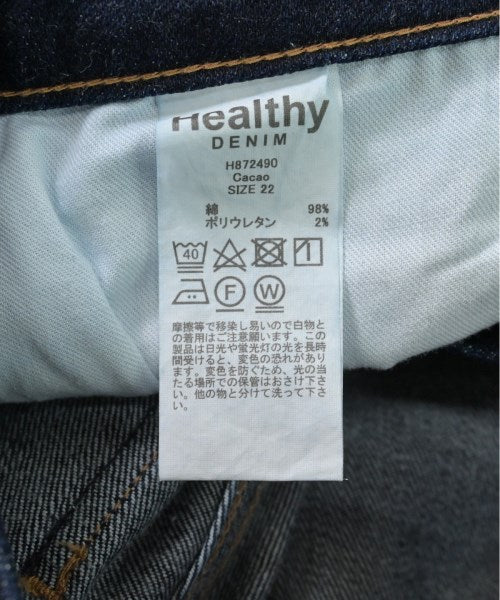 Healthy
DENIM
H872490
Cacao
SIZE 22
綿 98%
ポリウレタン 2%
40
F W
摩擦等で移染し易いので白物と
の着用はご注意願います。この
製品は日光や蛍光灯の光を長時
間受けると、変色の恐れがあり
ます。変色を防ぐため、光の当
たる場所での保管はおさけ下さ
い。他の物と分けて洗って下さ
い。